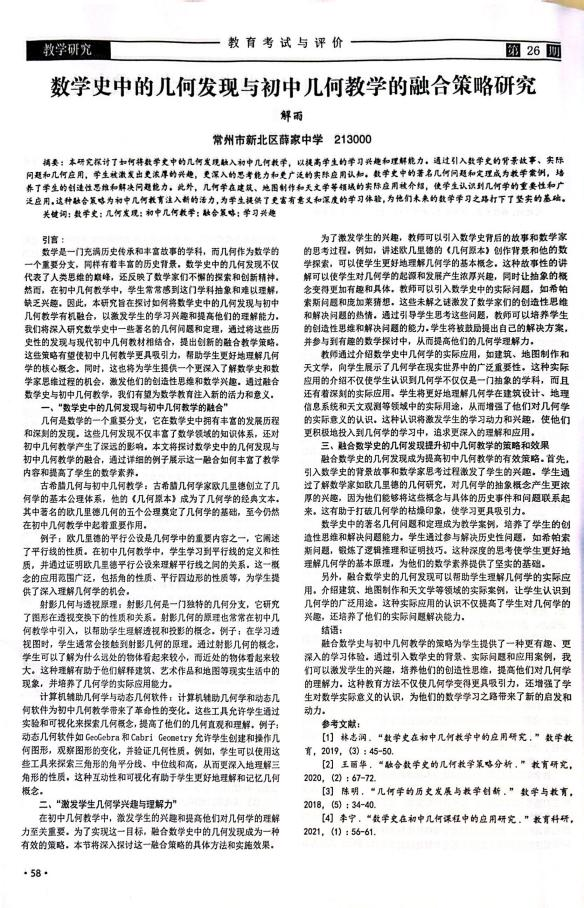 教学研究
教育考试与评价
第 26 期
数学史中的几何发现与初中几何教学的融合策略研究
解雨
常州市新北区薛家中学 213000
摘要：本研究探讨了如何将数学史中的几何发现融入初中几何教学，以提高学生的学习兴趣和理解能力。通过引入数学史的背景故事、实际
问题和几何应用，学生被激发出更浓厚的兴趣，更深入的思考能力和更广泛的实际应用认知。数学史中的著名几何问题和定理成为教学案例，培
养了学生的创造性思维和解决问题能力。此外，几何学在建筑、地图制作和天文学等领域的实际应用被介绍，使学生认识到几何学的重要性和广
泛应用。这种融合策略为初中几何教育注入新的活力，为学生提供了更富有意义和深度的学习体验，为他们未来的数学学习之路打下了坚实的基础。
关键词：数学史；几何发现；初中几何教学；融合策略；学习兴趣
引言：
数学是一门充满历史传承和丰富故事的学科，而几何作为数学的
一个重要分支，同样有着丰富的历史背景。数学史中的几何发现不仅
代表了人类思维的巅峰，还反映了数学家们不懈的探索和创新精神。
然而，在初中几何教学中，学生常常感到这门学科抽象和难以理解，
缺乏兴趣。因此，本研究旨在探讨如何将数学史中的几何发现与初中
几何教学有机融合，以激发学生的学习兴趣和提高他们的理解能力。
我们将深入研究数学史中一些著名的几何问题和定理，通过将这些历
史性的发现与现代初中几何教材相结合，提出创新的融合教学策略。
这些策略有望使初中几何教学更具吸引力，帮助学生更好地理解几何
学的核心概念。同时，这也将为学生提供一个更深入了解数学史和数
学家思维过程的机会，激发他们的创造性思维和数学兴趣。通过融合
数学史与初中几何教学，我们有望为数学教育注入新的活力和意义。
一、“数学史中的几何发现与初中几何教学的融合”
几何是数学的一个重要分支，它在数学史中拥有丰富的发展历程
和深刻的发现。这些几何发现不仅丰富了数学领域的知识体系，还对
初中几何教学产生了深远的影响。本文将探讨数学史中的几何发现与
初中几何教学的融合，通过详细的例子展示这一融合如何丰富了教学
内容和提高了学生的数学素养。
古希腊几何与初中几何教学：古希腊几何学家欧几里德创立了几
何学的基本公理体系，他的《几何原本》成为了几何学的经典文本。
其中著名的欧几里德几何的五个公理奠定了几何学的基础，至今仍然
在初中几何教学中起着重要作用。
例子：欧几里德的平行公设是几何学中的重要内容之一，它阐述
了平行线的性质。在初中几何教学中，学生学习到平行线的定义和性
质，并通过证明欧几里德平行公设来理解平行线之间的关系。这一概
念的应用范围广泛，包括角的性质、平行四边形的性质等，为学生提
供了深入理解几何学的机会。
射影几何与透视原理：射影几何是一门独特的几何分支，它研究
了图形在透视变换下的性质和关系。射影几何的原理也常常在初中几
何教学中引入，以帮助学生理解透视和投影的概念。例子：在学习透
视图时，学生通常会接触到射影几何的原理。通过射影几何的概念，
学生可以了解为什么远处的物体看起来较小，而近处的物体看起来较
大。这种理解有助于他们解释建筑、艺术作品和地图等现实生活中的
现象，并培养了几何学的实际应用能力。
计算机辅助几何学与动态几何软件：计算机辅助几何学和动态几
何软件为初中几何教学带来了革命性的变化。这些工具允许学生通过
实验和可视化来探索几何概念，提高了他们的几何直观和理解。例子：
动态几何软件如 GeoGebra 和 Cabri Geometry 允许学生创建和操作几
何图形，观察图形的变化，并验证几何性质。例如，学生可以使用这
些工具来探索三角形的角平分线、中位线和高，从而更深入地理解三
角形的性质。这种互动性和可视化有助于学生更好地理解和记忆几何
概念。
二、“激发学生几何学兴趣与理解力”
在初中几何教学中，激发学生的兴趣和提高他们对几何学的理解
力至关重要。为了实现这一目标，融合数学史中的几何发现成为一种
有效的策略。本节将深入探讨这一融合策略的具体方法和实施效果。
为了激发学生的兴趣，教师可以引入数学史背后的故事和数学家
的思考过程。例如，讲述欧几里德的《几何原本》创作背景和他的数
学探索，可以使学生更好地理解几何学的基本概念。这种故事性的讲
解可以使学生对几何学的起源和发展产生浓厚兴趣，同时让抽象的概
念变得更加有趣和具体。教师可以引入数学史中的实际问题，如希帕
索斯问题和庞加莱猜想。这些未解之谜激发了数学家们的创造性思维
和解决问题的热情。通过引导学生思考这些问题，教师可以培养学生
的创造性思维和解决问题的能力。学生将被鼓励提出自己的解决方案，
并参与到有趣的数学探讨中，从而提高他们的几何学理解力。
教师通过介绍数学史中几何学的实际应用，如建筑、地图制作和
天文学，向学生展示了几何学在现实世界中的广泛重要性。这种实际
应用的介绍不仅使学生认识到几何学不仅仅是一门抽象的学科，而且
还有着深刻的实际应用。学生将更好地理解几何学在建筑设计、地理
信息系统和天文观测等领域中的实际用途，从而增强了他们对几何学
的实际意义的认识。这种认识将激发学生的学习动力和兴趣，使他们
更积极地投入到几何学的学习中，追求更深入的理解和应用。
三、融合数学史的几何发现提升初中几何教学的策略和效果
融合数学史的几何发现成为提高初中几何教学的有效策略。首先，
引入数学史的背景故事和数学家思考过程激发了学生的兴趣。学生通
过了解数学家如欧几里德的几何研究，对几何学的抽象概念产生更浓
厚的兴趣，因为他们能够将这些概念与具体的历史事件和问题联系起
来。这有助于打破几何学的枯燥印象，使学习更具吸引力。
数学史中的著名几何问题和定理成为教学案例，培养了学生的创
造性思维和解决问题能力。学生通过参与解决历史性问题，如希帕索
斯问题，锻炼了逻辑推理和证明技巧。这种深度的思考使学生更好地
理解几何学的基本原理，为他们的数学素养提供了坚实的基础。
另外，融合数学史的几何发现可以帮助学生理解几何学的实际应
用。介绍建筑、地图制作和天文学等领域的实际案例，让学生认识到
几何学的广泛用途。这种实际应用的认识不仅提高了学生对几何学的
兴趣，还培养了他们的实际问题解决能力。
结语：
融合数学史与初中几何教学的策略为学生提供了一种更有趣、更
深入的学习体验。通过引入数学史的背景、实际问题和应用案例，我
们可以激发学生的兴趣，培养他们的创造性思维，提高他们对几何学
的理解力。这种教育方法不仅使几何学变得更具吸引力，还增强了学
生对数学实际意义的认识，为他们的数学学习之路带来了新的启发和
动力。
参考文献：
[1] 林志润．“数学史在初中几何教学中的应用研究．” 数学教
育，2019，(3)：45-50.
[2] 王丽华．“融合数学史的几何教学策略分析．” 教育研究，
2020，(2)：67-72.
[3] 陈明．“几何学的历史发展与教学创新．” 数学与教育，
2018，(5)：34-40.
[4] 李宁．“数学史在初中几何课程中的应用研究．” 教育科研，
2021，(1)：56-61.
·58·